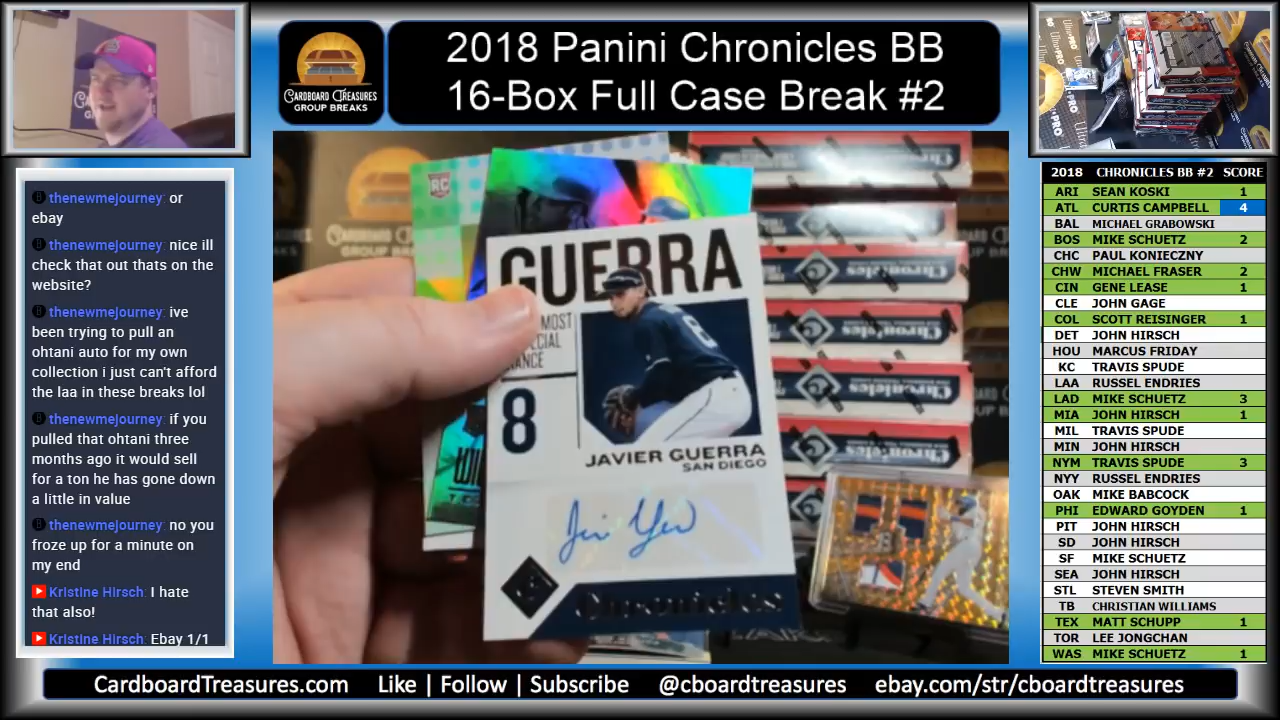 2018 Panini Chronicles BB
16-Box Full Case Break #2
CARDBOARD TREASURES
GROUP BREAKS
thenewmejourney: or
ebay
thenewmejourney: nice ill
check that out thats on the
website?
thenewmejourney: ive
been trying to pull an
ohtani auto for my own
collection i just can't afford
the laa in these breaks lol
thenewmejourney: if you
pulled that ohtani three
months ago it would sell
for a ton he has gone down
a little in value
thenewmejourney: no you
froze up for a minute on
my end
Kristine Hirsch: I hate
that also!
Kristine Hirsch: Ebay 1/1
RC
GUERRA
MOST
8
8
JAVIER GUERRA
SAN DIEGO
Chronicles
Chronicles
Chronicles
Chronicles
Chronicles
Chronicles
2018 CHRONICLES BB #2 SCORE
ARI SEAN KOSKI 1
ATL CURTIS CAMPBELL 4
BAL MICHAEL GRABOWSKI
BOS MIKE SCHUETZ 2
CHC PAUL KONIECZNY
CHW MICHAEL FRASER 2
CIN GENE LEASE 1
CLE JOHN GAGE
COL SCOTT REISINGER 1
DET JOHN HIRSCH
HOU MARCUS FRIDAY
KC TRAVIS SPUDE
LAA RUSSEL ENDRIES
LAD MIKE SCHUETZ 3
MIA JOHN HIRSCH 1
MIL TRAVIS SPUDE
MIN JOHN HIRSCH
NYM TRAVIS SPUDE 3
NYY RUSSEL ENDRIES
OAK MIKE BABCOCK
PHI EDWARD GOYDEN 1
PIT JOHN HIRSCH
SD JOHN HIRSCH
SF MIKE SCHUETZ
SEA JOHN HIRSCH
STL STEVEN SMITH
TB CHRISTIAN WILLIAMS
TEX MATT SCHUPP 1
TOR LEE JONGCHAN
WAS MIKE SCHUETZ 1
CardboardTreasures.com Like | Follow | Subscribe @cboardtreasures ebay.com/str/cboardtreasures